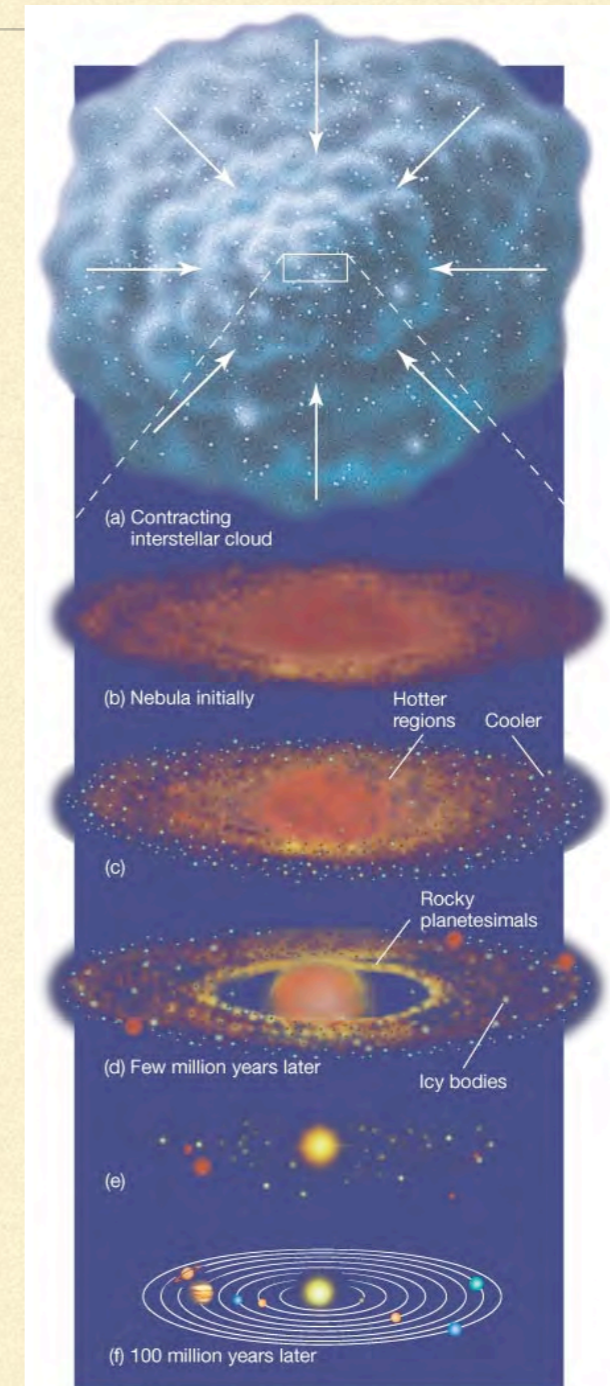 (a) Contracting
interstellar cloud
(b) Nebula initially
Hotter
regions
Cooler
(c)
Rocky
planetesimals
(d) Few million years later
Icy bodies
(e)
(f) 100 million years later